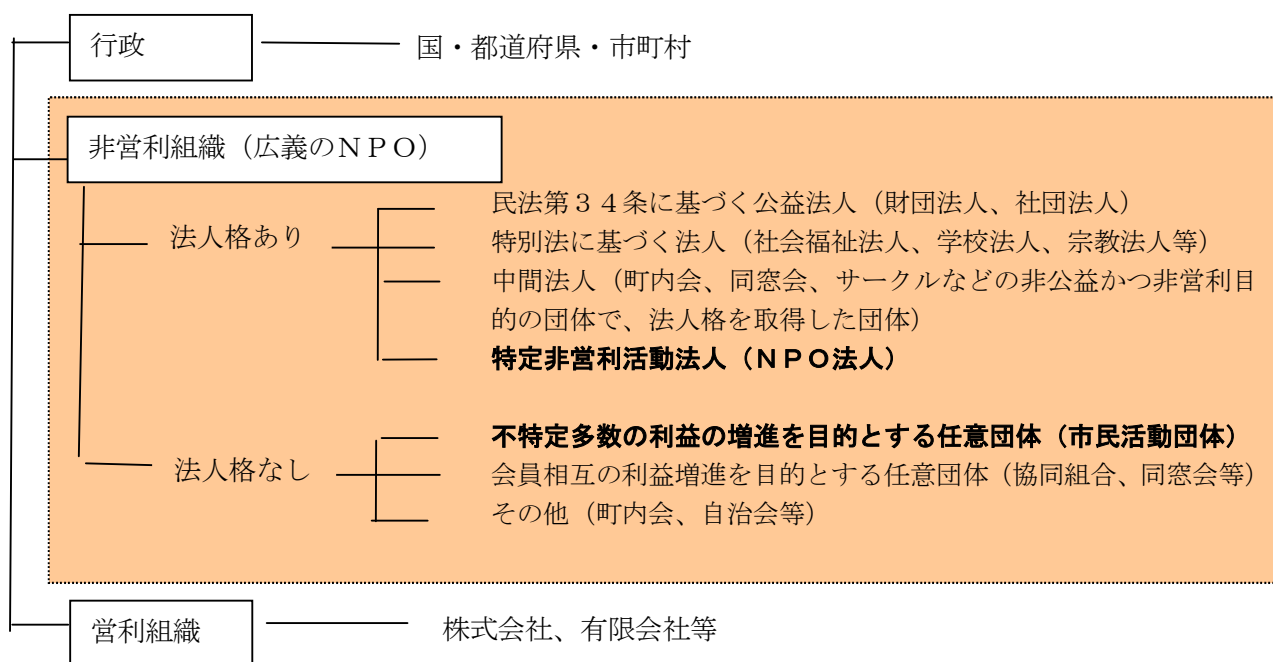 行政
国・都道府県・市町村
非営利組織（広義のＮＰＯ）
法人格あり
民法第３４条に基づく公益法人（財団法人、社団法人）
特別法に基づく法人（社会福祉法人、学校法人、宗教法人等）
中間法人（町内会、同窓会、サークルなどの非公益かつ非営利目
的の団体で、法人格を取得した団体）
特定非営利活動法人（ＮＰＯ法人）
法人格なし
不特定多数の利益の増進を目的とする任意団体（市民活動団体）
会員相互の利益増進を目的とする任意団体（協同組合、同窓会等）
その他（町内会、自治会等）
営利組織
株式会社、有限会社等